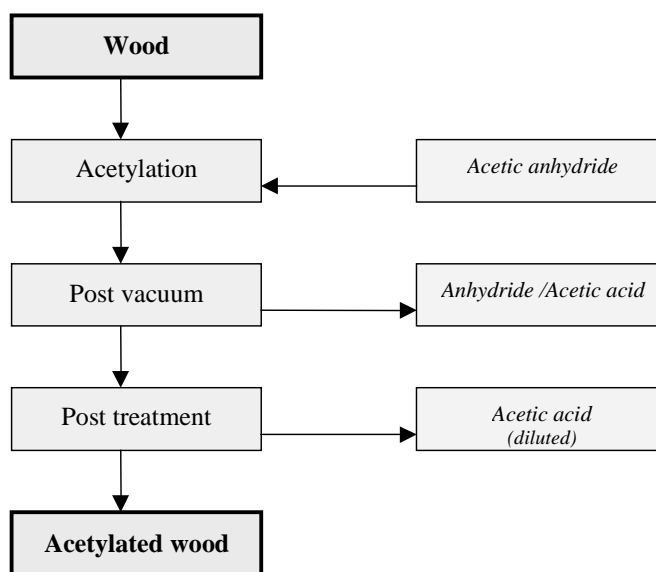 Wood
Acetylation
Acetic anhydride
Post vacuum
Anhydride /Acetic acid
Post treatment
Acetic acid
(diluted)
Acetylated wood